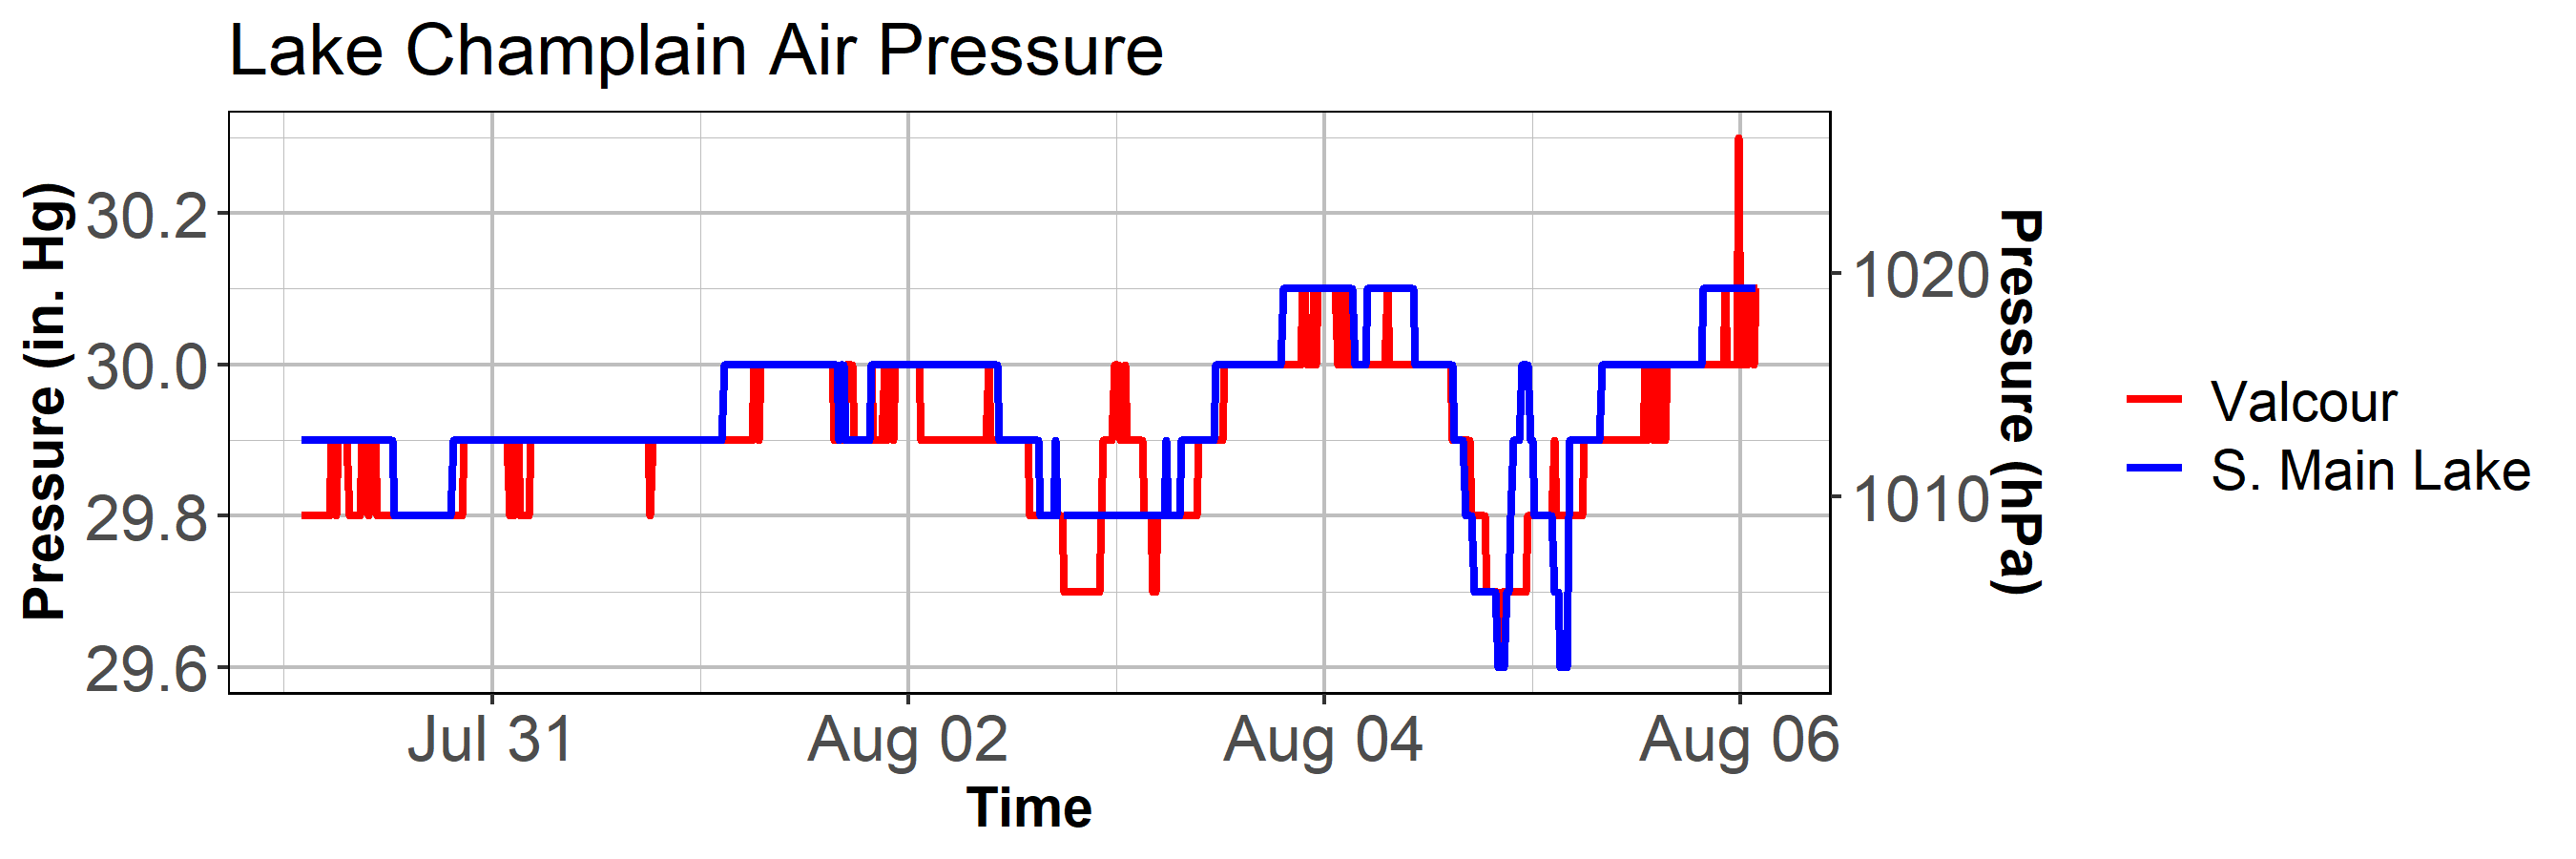 Lake Champlain Air Pressure
Pressure (in. Hg)
30.2
30.0
29.8
29.6
1020
1010
Pressure (hPa)
Jul 31
Aug 02
Aug 04
Aug 06
Time
Valcour
S. Main Lake